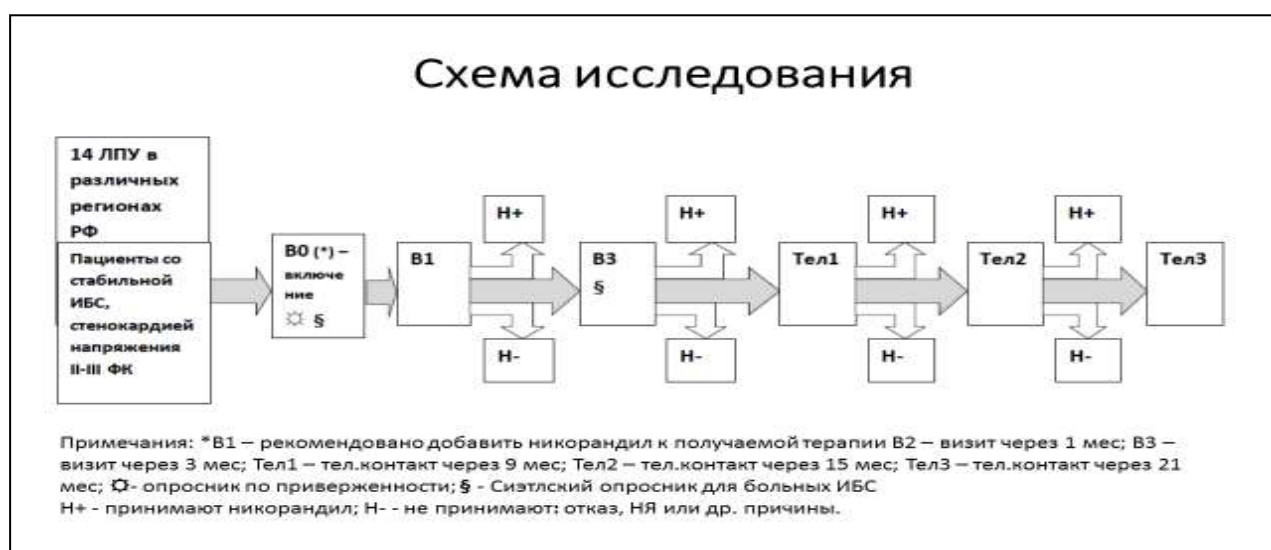 Схема исследования
14 ЛПУ в
различных
регионах
РФ
Пациенты со
стабильной
ИБС,
стенокардией
напряжения
II-III ФК
В0 (*) –
включе
ние
☼ §
В1
Н+
Н-
В3
§
Н+
Н-
Тел1
Н+
Н-
Тел2
Н+
Н-
Тел3
Примечания: *В1 – рекомендовано добавить никорандил к получаемой терапии В2 – визит через 1 мес; В3 –
визит через 3 мес; Тел1 – тел.контакт через 9 мес; Тел2 – тел.контакт через 15 мес; Тел3 – тел.контакт через 21
мес; ☼- опросник по приверженности; § - Сиэтлский опросник для больных ИБС
Н+ - принимают никорандил; Н- - не принимают: отказ, НЯ или др. причины.